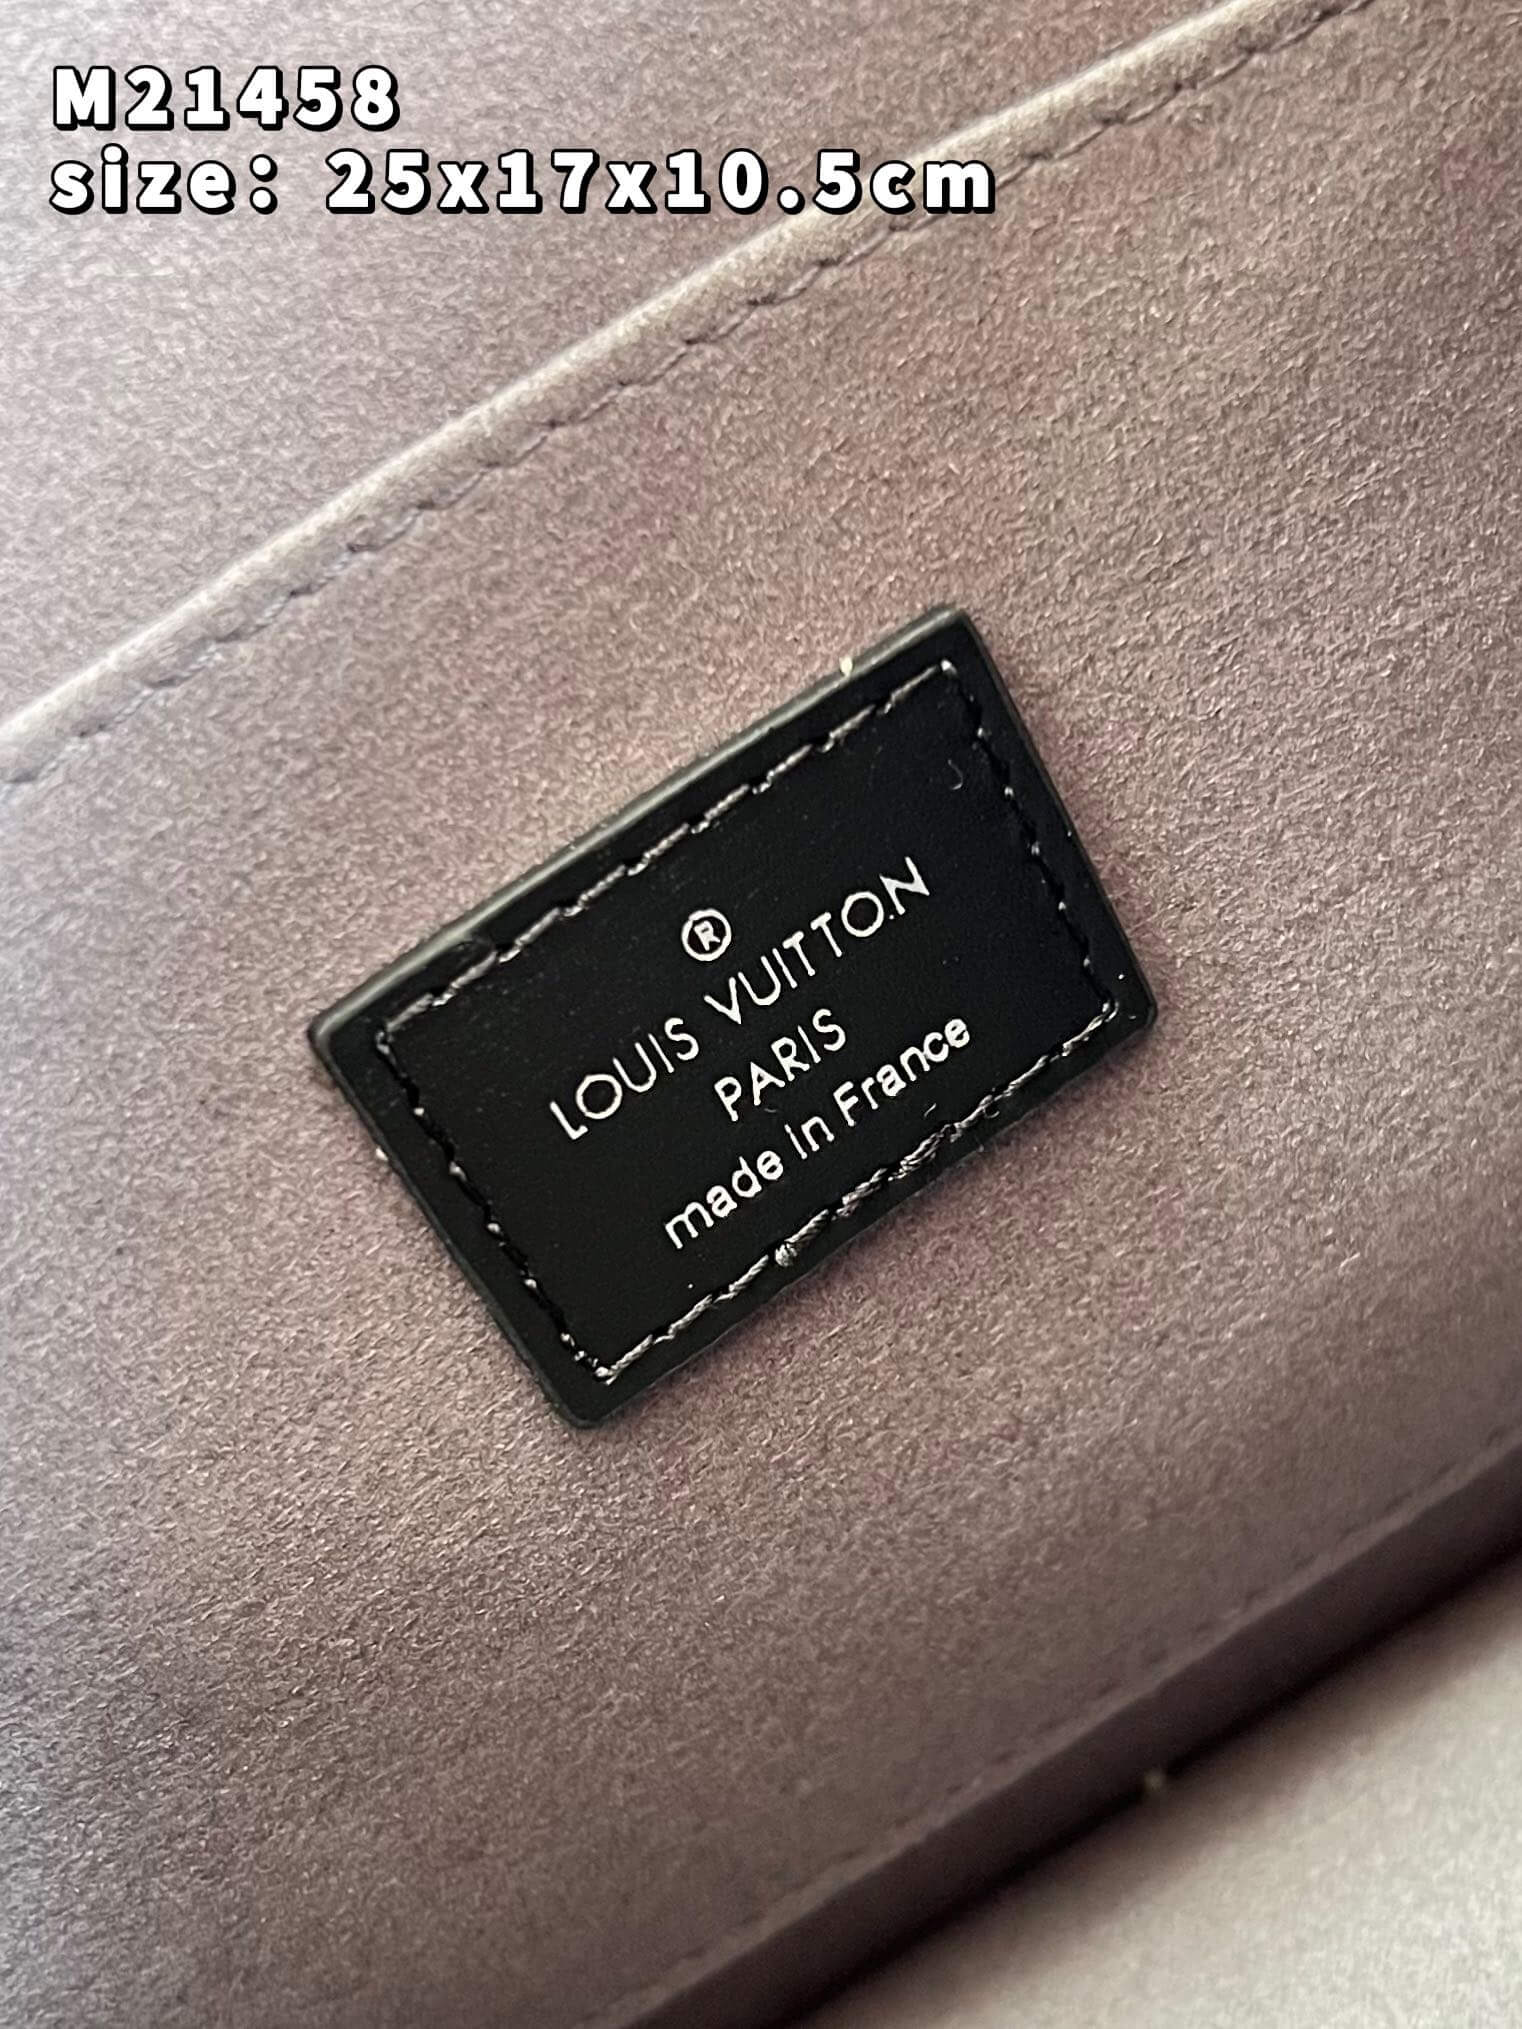 M21458
size: 25x17x10.5cm
®
LOUIS VUITTON
PARIS
made in France